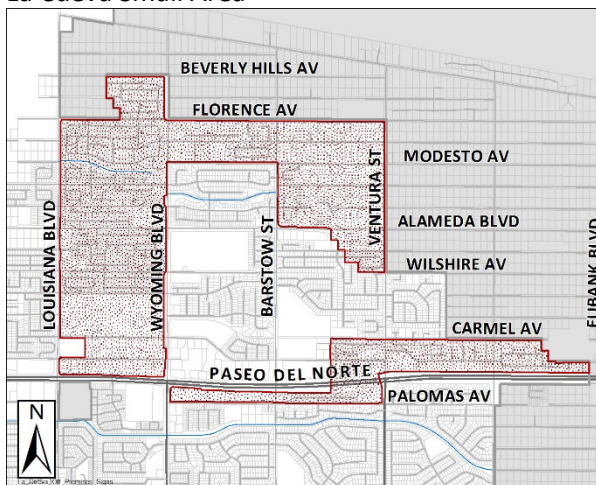 La Cueva Small Area
BEVERLY HILLS AV
FLORENCE AV
MODESTO AV
ALAMEDA BLVD
WILSHIRE AV
CARMEL AV
PASEO DEL NORTE
PALOMAS AV
LOUISIANA BLVD
WYOMING BLVD
BARSTOW ST
VENTURA ST
EUBANK BLVD
N
La_Cueva_Off_Premises_Signs